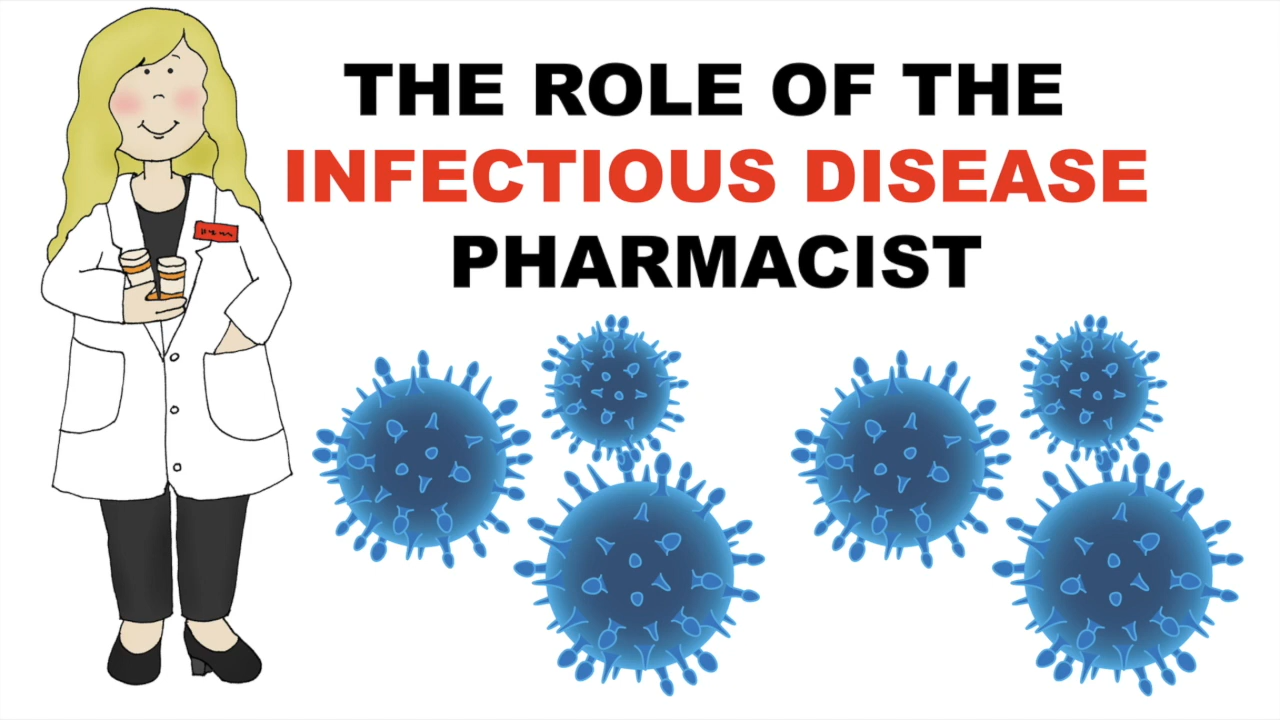 THE ROLE OF THE
INFECTIOUS DISEASE
PHARMACIST